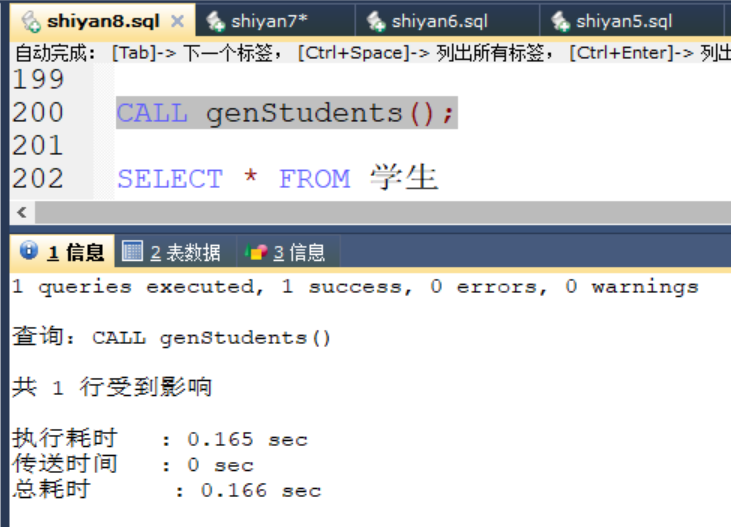 shiyan8.sql × shiyan7* shiyan6.sql shiyan5.sql
自动完成: [Tab]-> 下一个标签， [Ctrl+Space]-> 列出所有标签， [Ctrl+Enter]-> 列出
199
200 CALL genStudents();
201
202 SELECT * FROM 学生
1 信息 2 表数据 3 信息
1 queries executed, 1 success, 0 errors, 0 warnings
查询: CALL genStudents()
共 1 行受到影响
执行耗时 : 0.165 sec
传送时间 : 0 sec
总耗时 : 0.166 sec